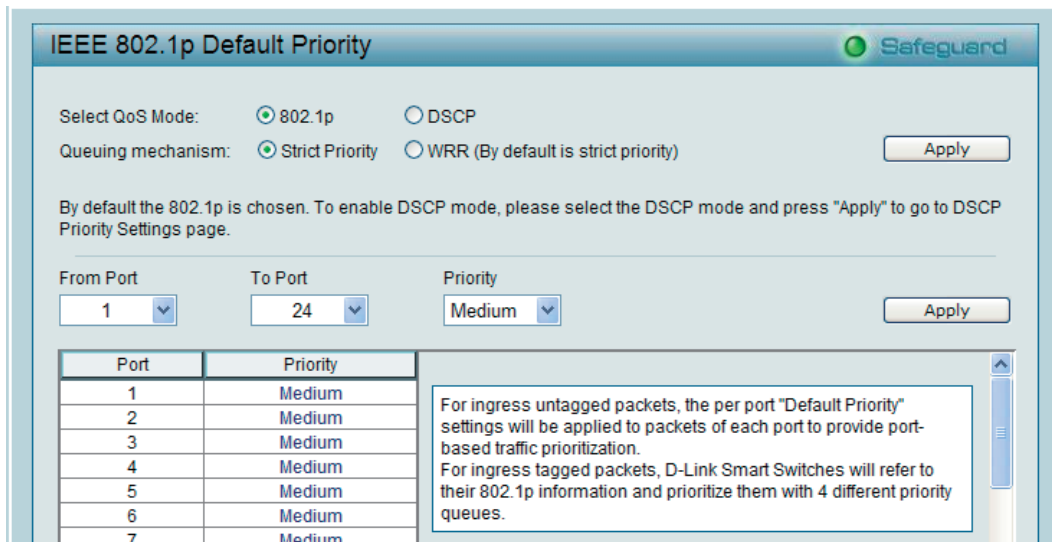 IEEE 802.1p Default Priority
Safeguard
Select QoS Mode: 802.1p DSCP
Queuing mechanism: Strict Priority WRR (By default is strict priority) Apply
By default the 802.1p is chosen. To enable DSCP mode, please select the DSCP mode and press "Apply" to go to DSCP
Priority Settings page.
From Port To Port Priority
1 24 Medium Apply
Port Priority
1 Medium
2 Medium
3 Medium
4 Medium
5 Medium
6 Medium
7 Medium
For ingress untagged packets, the per port "Default Priority"
settings will be applied to packets of each port to provide port-
based traffic prioritization.
For ingress tagged packets, D-Link Smart Switches will refer to
their 802.1p information and prioritize them with 4 different priority
queues.